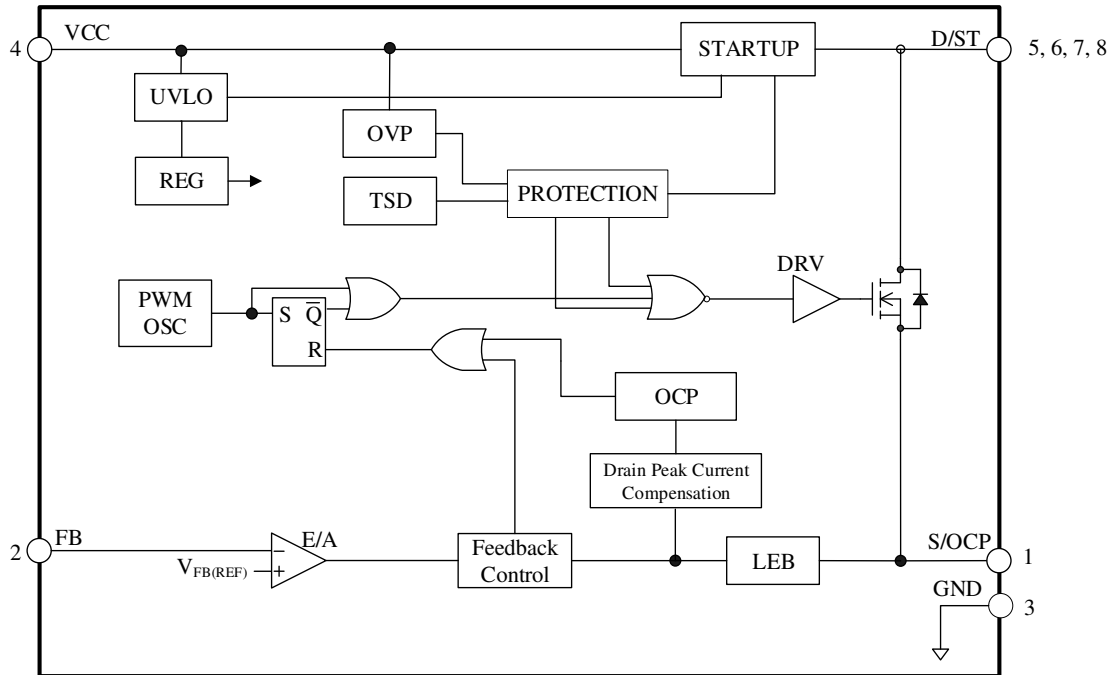 VCC
4
STARTUP
D/ST
5, 6, 7, 8
UVLO
OVP
REG
TSD
PROTECTION
DRV
PWM
OSC
S
Q̅
R
OCP
Drain Peak Current
Compensation
FB
2
E/A
−
V_FB(REF)
+
Feedback
Control
LEB
S/OCP
1
GND
3